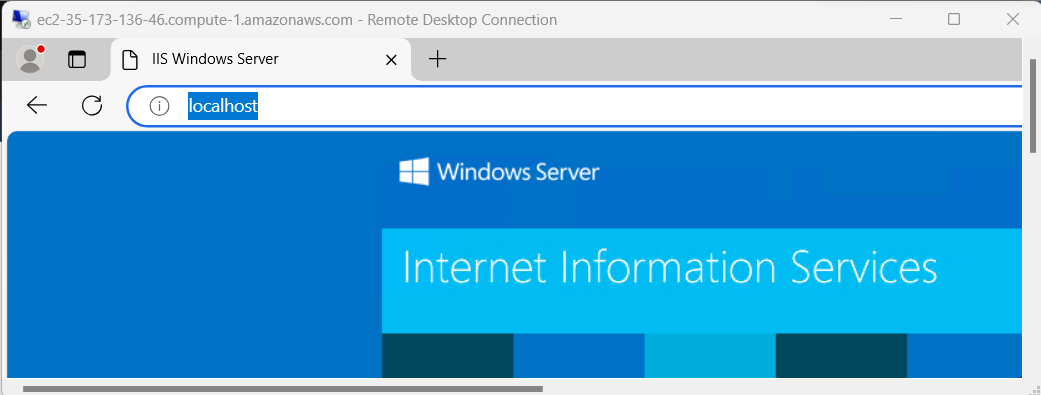 ec2-35-173-136-46.compute-1.amazonaws.com - Remote Desktop Connection
IIS Windows Server
localhost
Windows Server
Internet Information Services